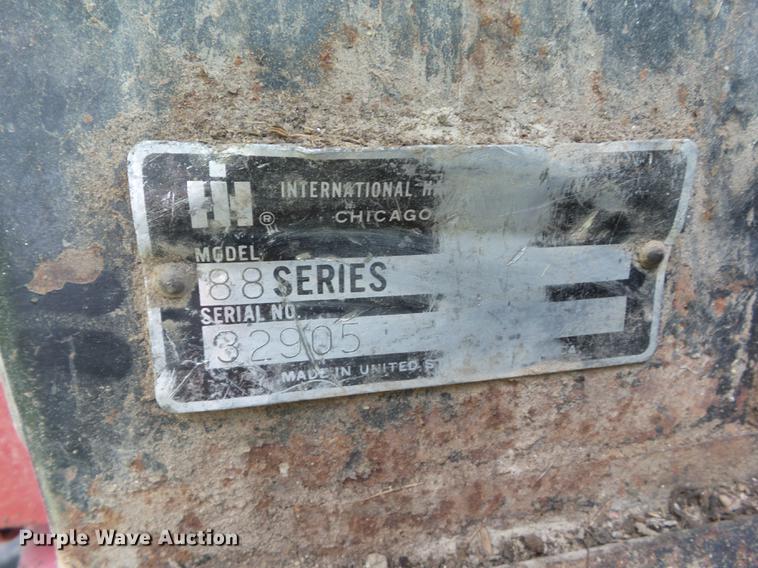 IH ®
INTERNATIONAL H
CHICAGO
MODEL
88 SERIES
SERIAL NO.
32905
MADE IN UNITED S
Purple Wave Auction